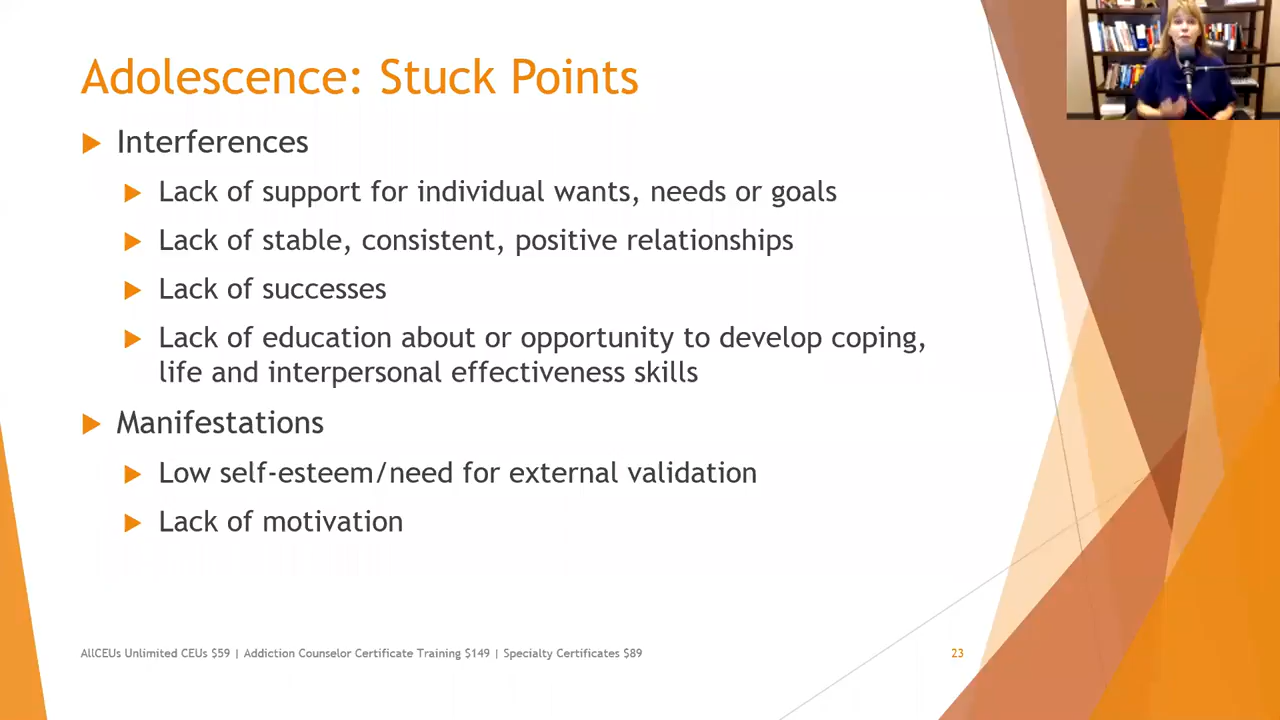 Adolescence: Stuck Points
Interferences
Lack of support for individual wants, needs or goals
Lack of stable, consistent, positive relationships
Lack of successes
Lack of education about or opportunity to develop coping,
life and interpersonal effectiveness skills
Manifestations
Low self-esteem/need for external validation
Lack of motivation
AllCEUs Unlimited CEUs $59 | Addiction Counselor Certificate Training $149 | Specialty Certificates $89
23